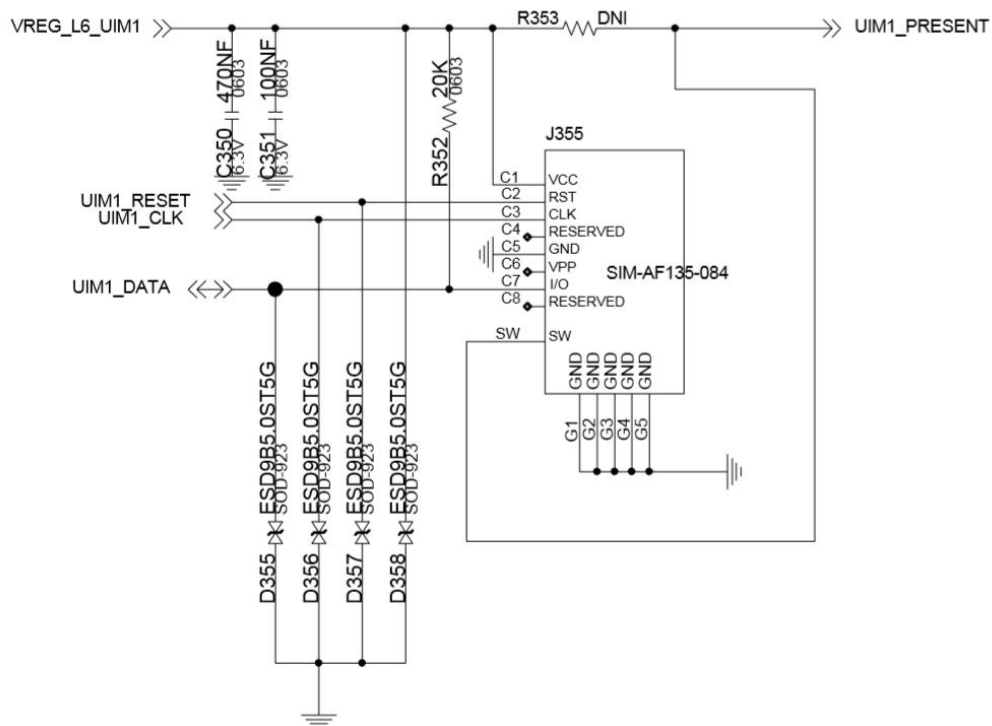 R353
DNI
VREG_L6_UIM1
UIM1_PRESENT
470NF
0603
100NF
0603
20K
0603
C350
6.3V
C351
6.3V
R352
J355
UIM1_RESET
UIM1_CLK
UIM1_DATA
C1
VCC
C2
RST
C3
CLK
C4
RESERVED
C5
GND
C6
VPP
C7
I/O
C8
RESERVED
SIM-AF135-084
SW
SW
GND
GND
GND
GND
GND
G1
G2
G3
G4
G5
ESD9B5.0ST5G
SOD-923
ESD9B5.0ST5G
SOD-923
ESD9B5.0ST5G
SOD-923
ESD9B5.0ST5G
SOD-923
D355
D356
D357
D358